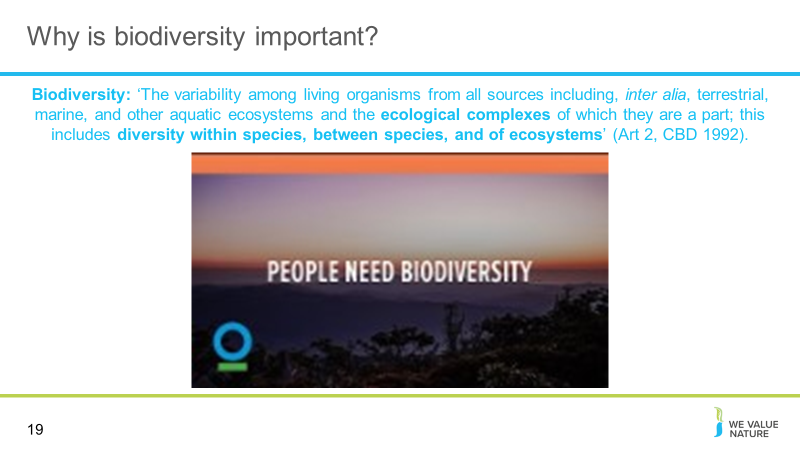 Why is biodiversity important?
Biodiversity: ‘The variability among living organisms from all sources including, inter alia, terrestrial,
marine, and other aquatic ecosystems and the ecological complexes of which they are a part; this
includes diversity within species, between species, and of ecosystems’ (Art 2, CBD 1992).
PEOPLE NEED BIODIVERSITY
19
WE VALUE
NATURE